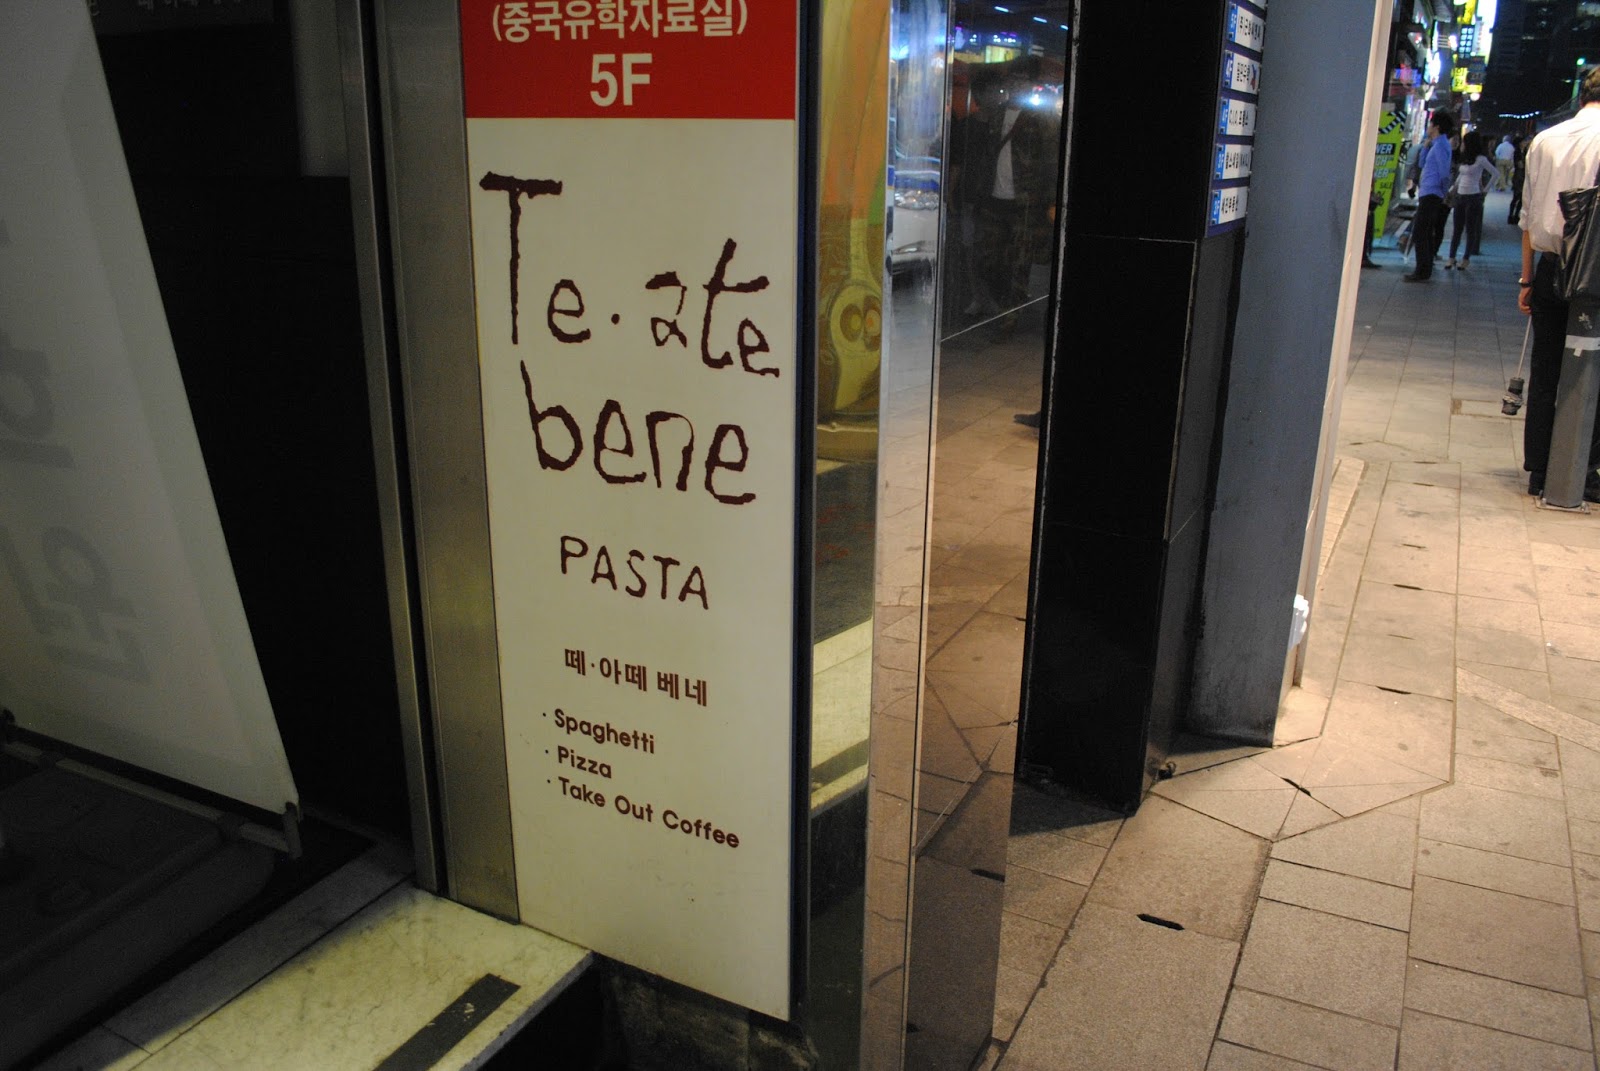 (중국유학자료실)
5F
Te·ate
bene
PASTA
떼·아떼 베네
· Spaghetti
· Pizza
· Take Out Coffee
SALE